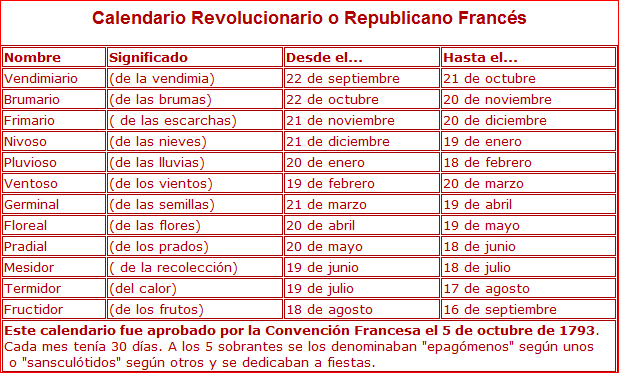 Calendario Revolucionario o Republicano Francés
Nombre Significado Desde el... Hasta el...
Vendimiario (de la vendimia) 22 de septiembre 21 de octubre
Brumario (de las brumas) 22 de octubre 20 de noviembre
Frimario ( de las escarchas) 21 de noviembre 20 de diciembre
Nivoso (de las nieves) 21 de diciembre 19 de enero
Pluvioso (de las lluvias) 20 de enero 18 de febrero
Ventoso (de los vientos) 19 de febrero 20 de marzo
Germinal (de las semillas) 21 de marzo 19 de abril
Floreal (de las flores) 20 de abril 19 de mayo
Pradial (de los prados) 20 de mayo 18 de junio
Mesidor ( de la recolección) 19 de junio 18 de julio
Termidor (del calor) 19 de julio 17 de agosto
Fructidor (de los frutos) 18 de agosto 16 de septiembre
Este calendario fue aprobado por la Convención Francesa el 5 de octubre de 1793.
Cada mes tenía 30 días. A los 5 sobrantes se los denominaban "epagómenos" según unos
o "sansculótidos" según otros y se dedicaban a fiestas.